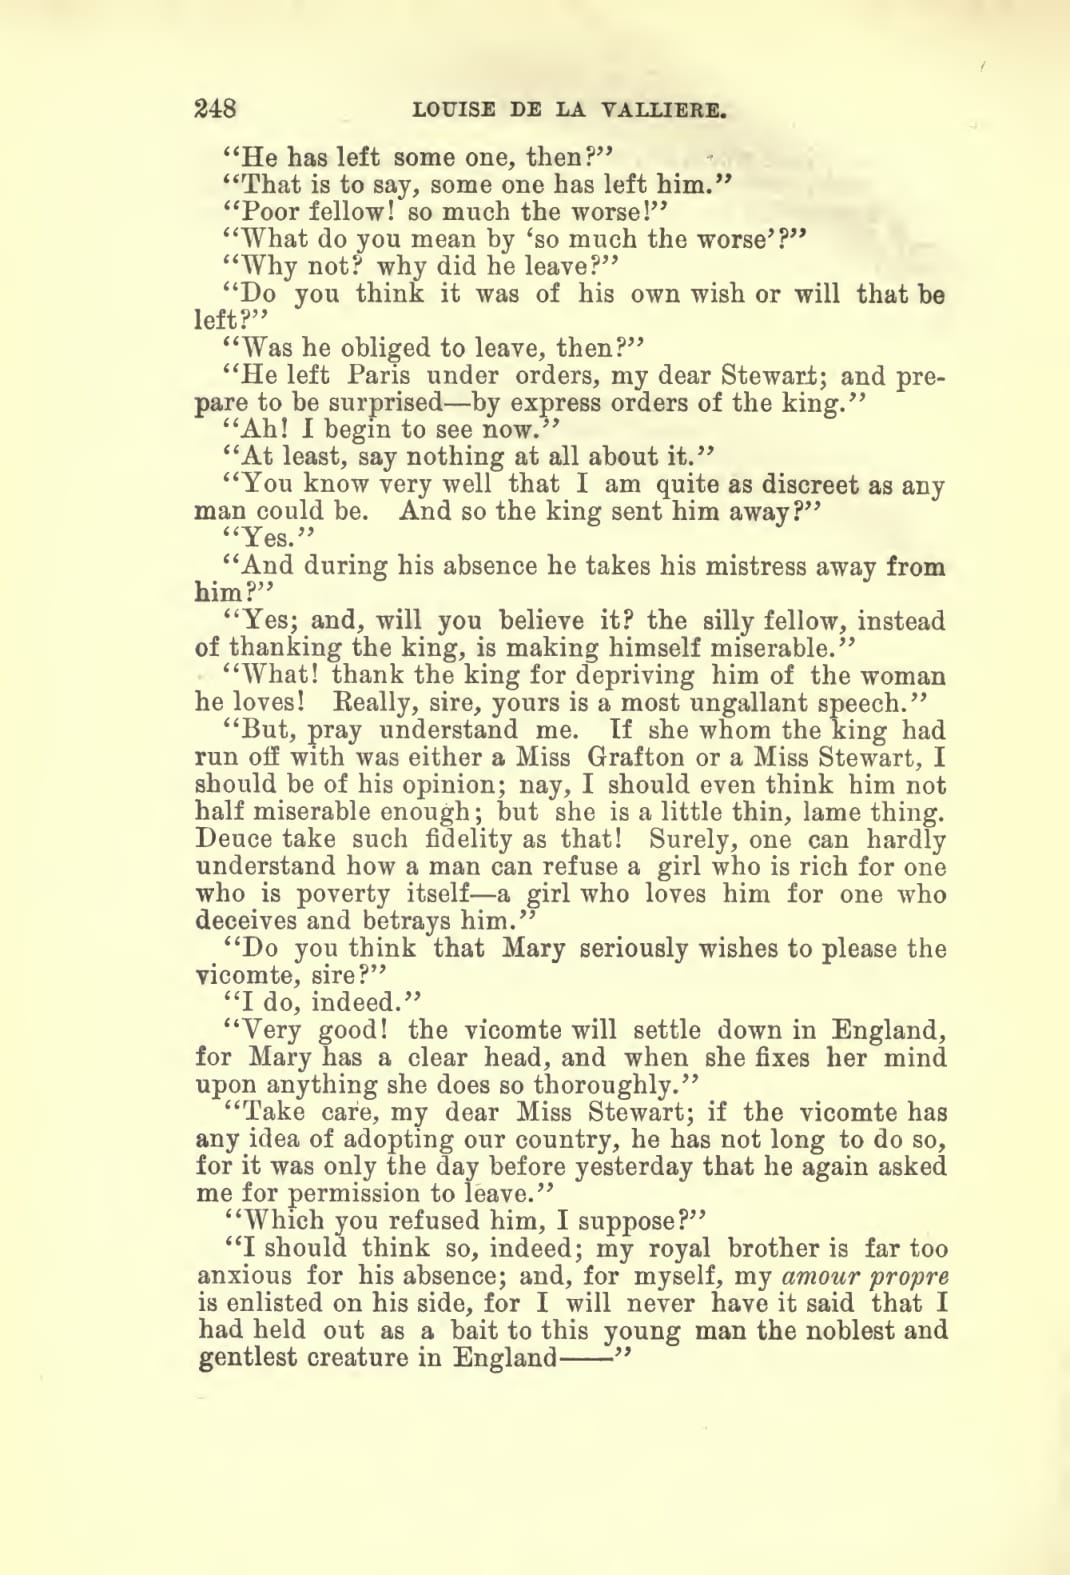 248 LOUISE DE LA VALLIERE.
“He has left some one, then?”
“That is to say, some one has left him.”
“Poor fellow! so much the worse!”
“What do you mean by ‘so much the worse’?”
“Why not? why did he leave?”
“Do you think it was of his own wish or will that be
left?”
“Was he obliged to leave, then?”
“He left Paris under orders, my dear Stewart; and pre-
pare to be surprised—by express orders of the king.”
“Ah! I begin to see now.”
“At least, say nothing at all about it.”
“You know very well that I am quite as discreet as any
man could be. And so the king sent him away?”
“Yes.”
“And during his absence he takes his mistress away from
him?”
“Yes; and, will you believe it? the silly fellow, instead
of thanking the king, is making himself miserable.”
“What! thank the king for depriving him of the woman
he loves! Really, sire, yours is a most ungallant speech.”
“But, pray understand me. If she whom the king had
run off with was either a Miss Grafton or a Miss Stewart, I
should be of his opinion; nay, I should even think him not
half miserable enough; but she is a little thin, lame thing.
Deuce take such fidelity as that! Surely, one can hardly
understand how a man can refuse a girl who is rich for one
who is poverty itself—a girl who loves him for one who
deceives and betrays him.”
“Do you think that Mary seriously wishes to please the
vicomte, sire?”
“I do, indeed.”
“Very good! the vicomte will settle down in England,
for Mary has a clear head, and when she fixes her mind
upon anything she does so thoroughly.”
“Take care, my dear Miss Stewart; if the vicomte has
any idea of adopting our country, he has not long to do so,
for it was only the day before yesterday that he again asked
me for permission to leave.”
“Which you refused him, I suppose?”
“I should think so, indeed; my royal brother is far too
anxious for his absence; and, for myself, my amour propre
is enlisted on his side, for I will never have it said that I
had held out as a bait to this young man the noblest and
gentlest creature in England——”